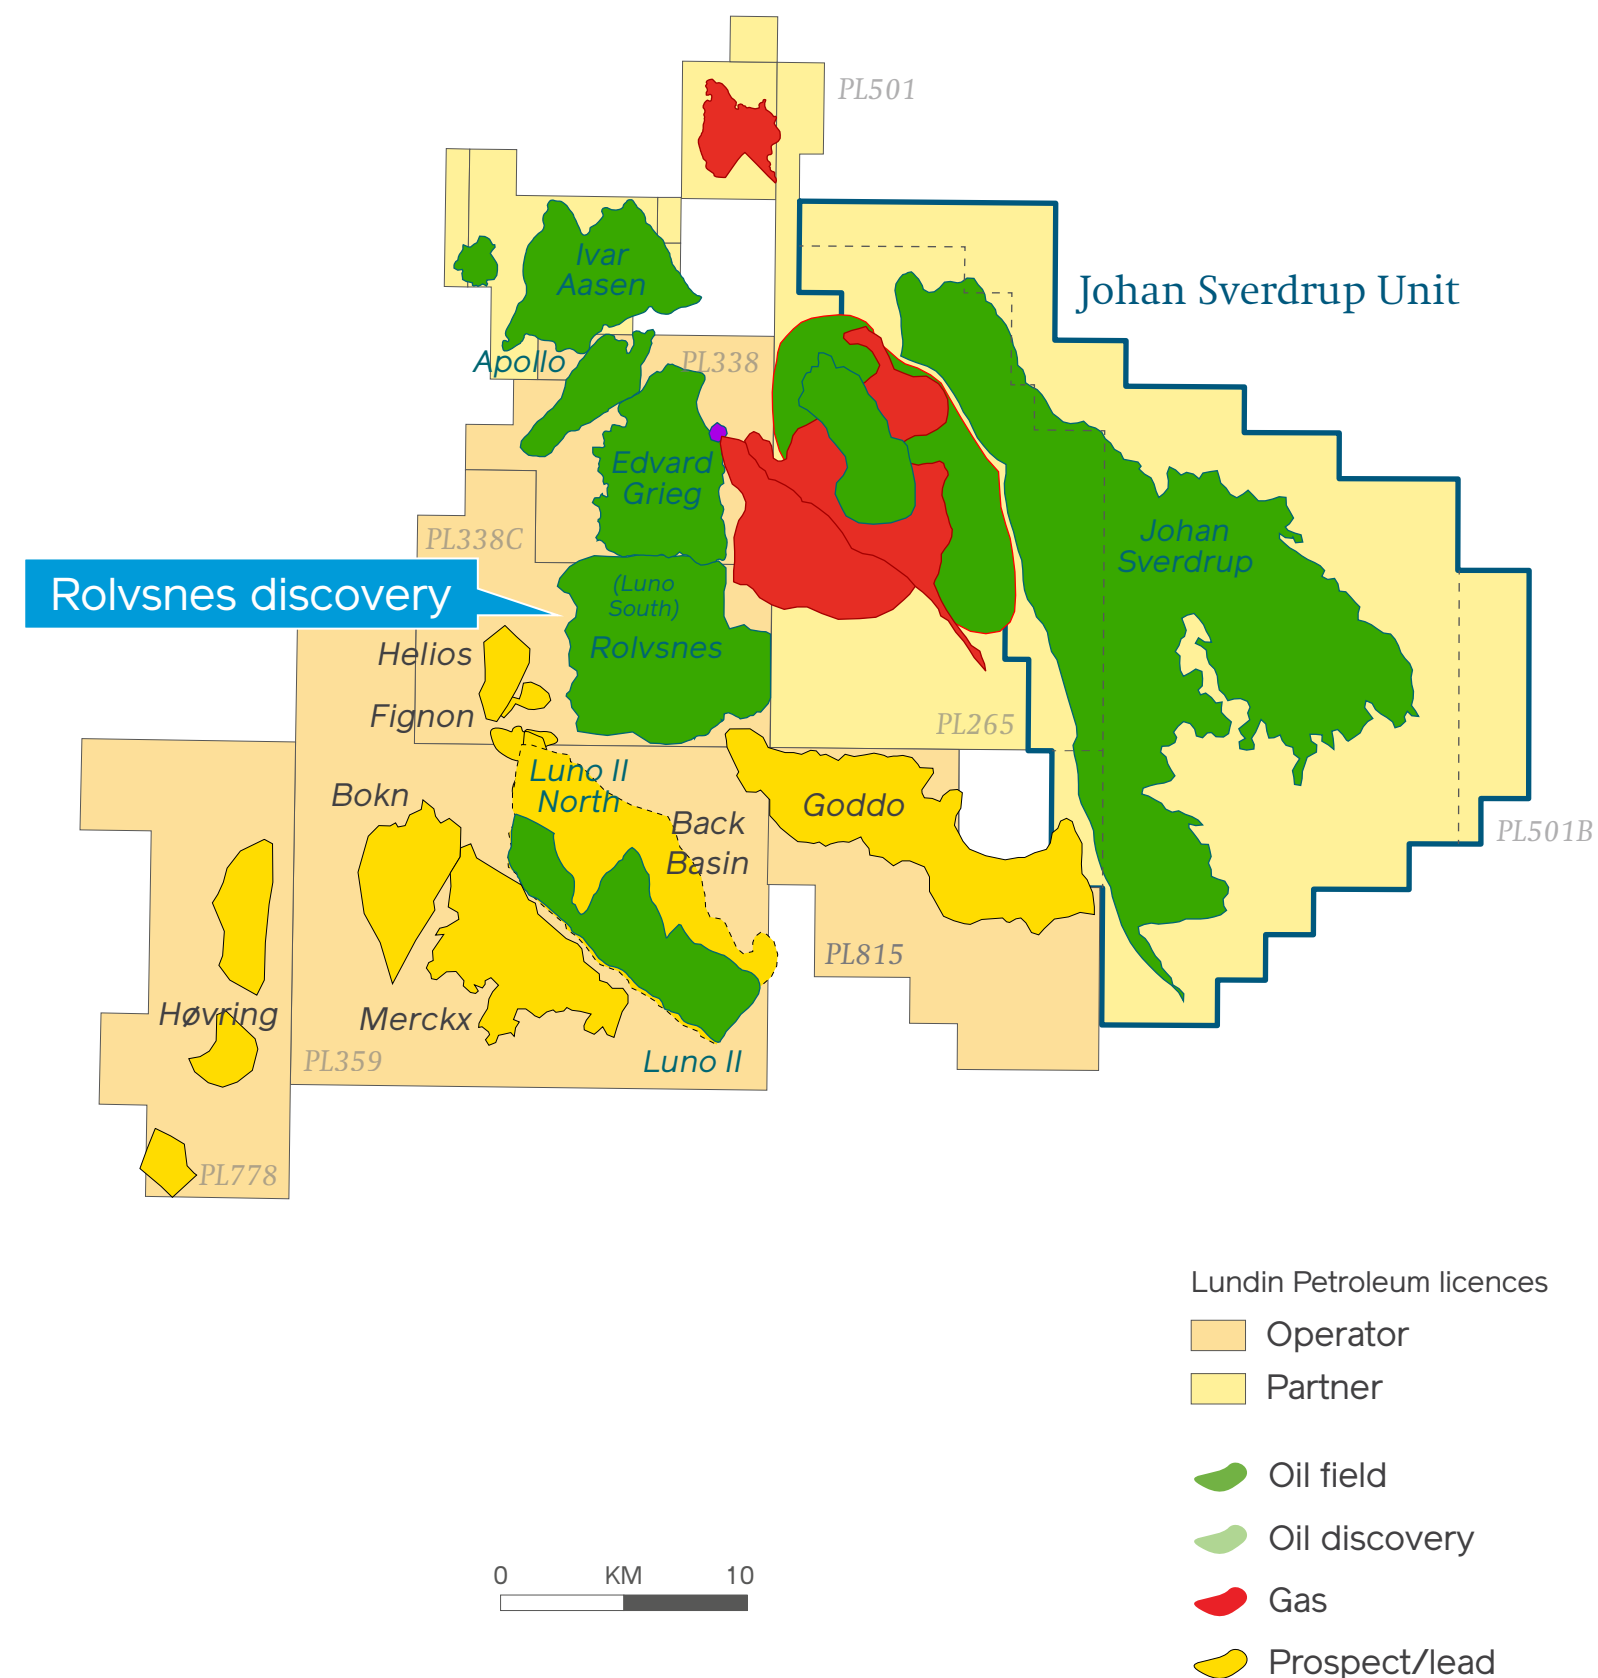 PL501
Johan Sverdrup Unit
Ivar
Aasen
Apollo
PL338
Edvard
Grieg
PL338C
Johan
Sverdrup
Rolvsnes discovery
(Luno
South)
Rolvsnes
Helios
Fignon
PL265
Luno II
North
Bokn
Back
Basin
Goddo
PL501B
PL815
Høvring
Merckx
PL359
Luno II
PL778
Lundin Petroleum licences
Operator
Partner
Oil field
Oil discovery
Gas
Prospect/lead
0 KM 10